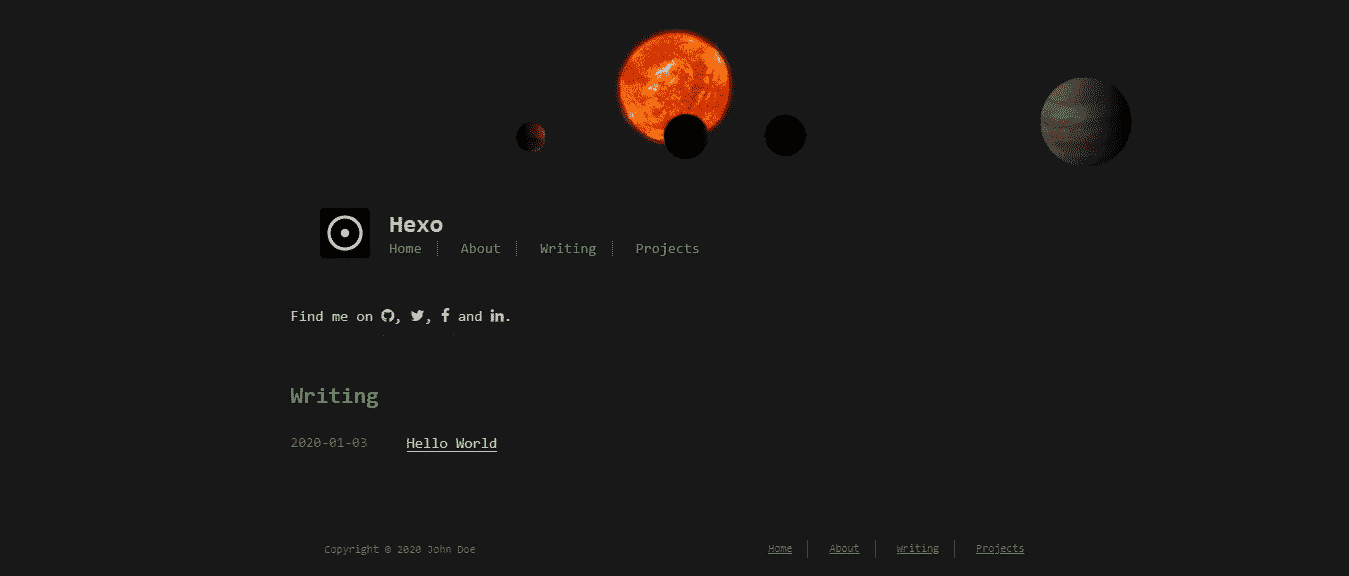 Hexo
Home About Writing Projects
Find me on , , and .
Writing
2020-01-03 Hello World
Copyright © 2020 John Doe Home About Writing Projects